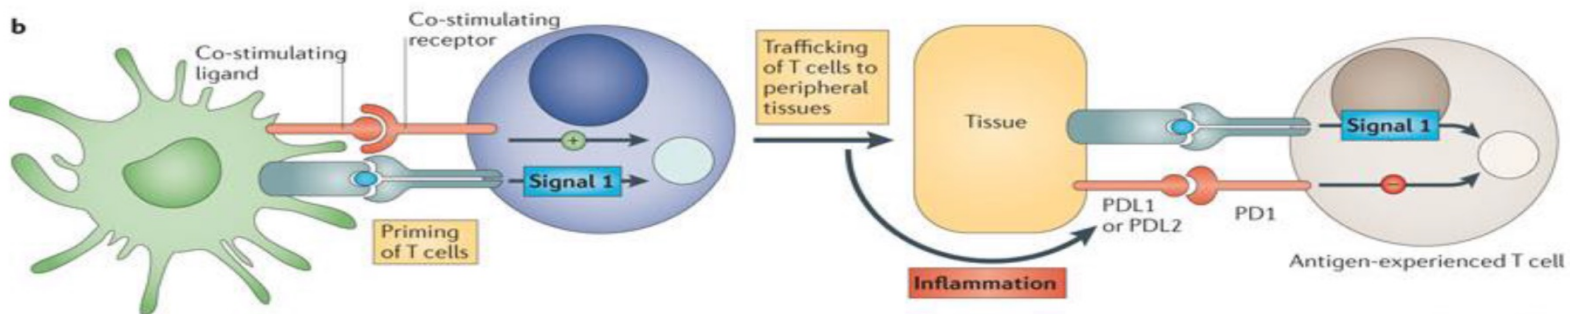 b
Co-stimulating
ligand
Co-stimulating
receptor
+
Signal 1
Priming
of T cells
Trafficking
of T cells to
peripheral
tissues
Inflammation
Tissue
PDL1
or PDL2
PD1
Signal 1
–
Antigen-experienced T cell